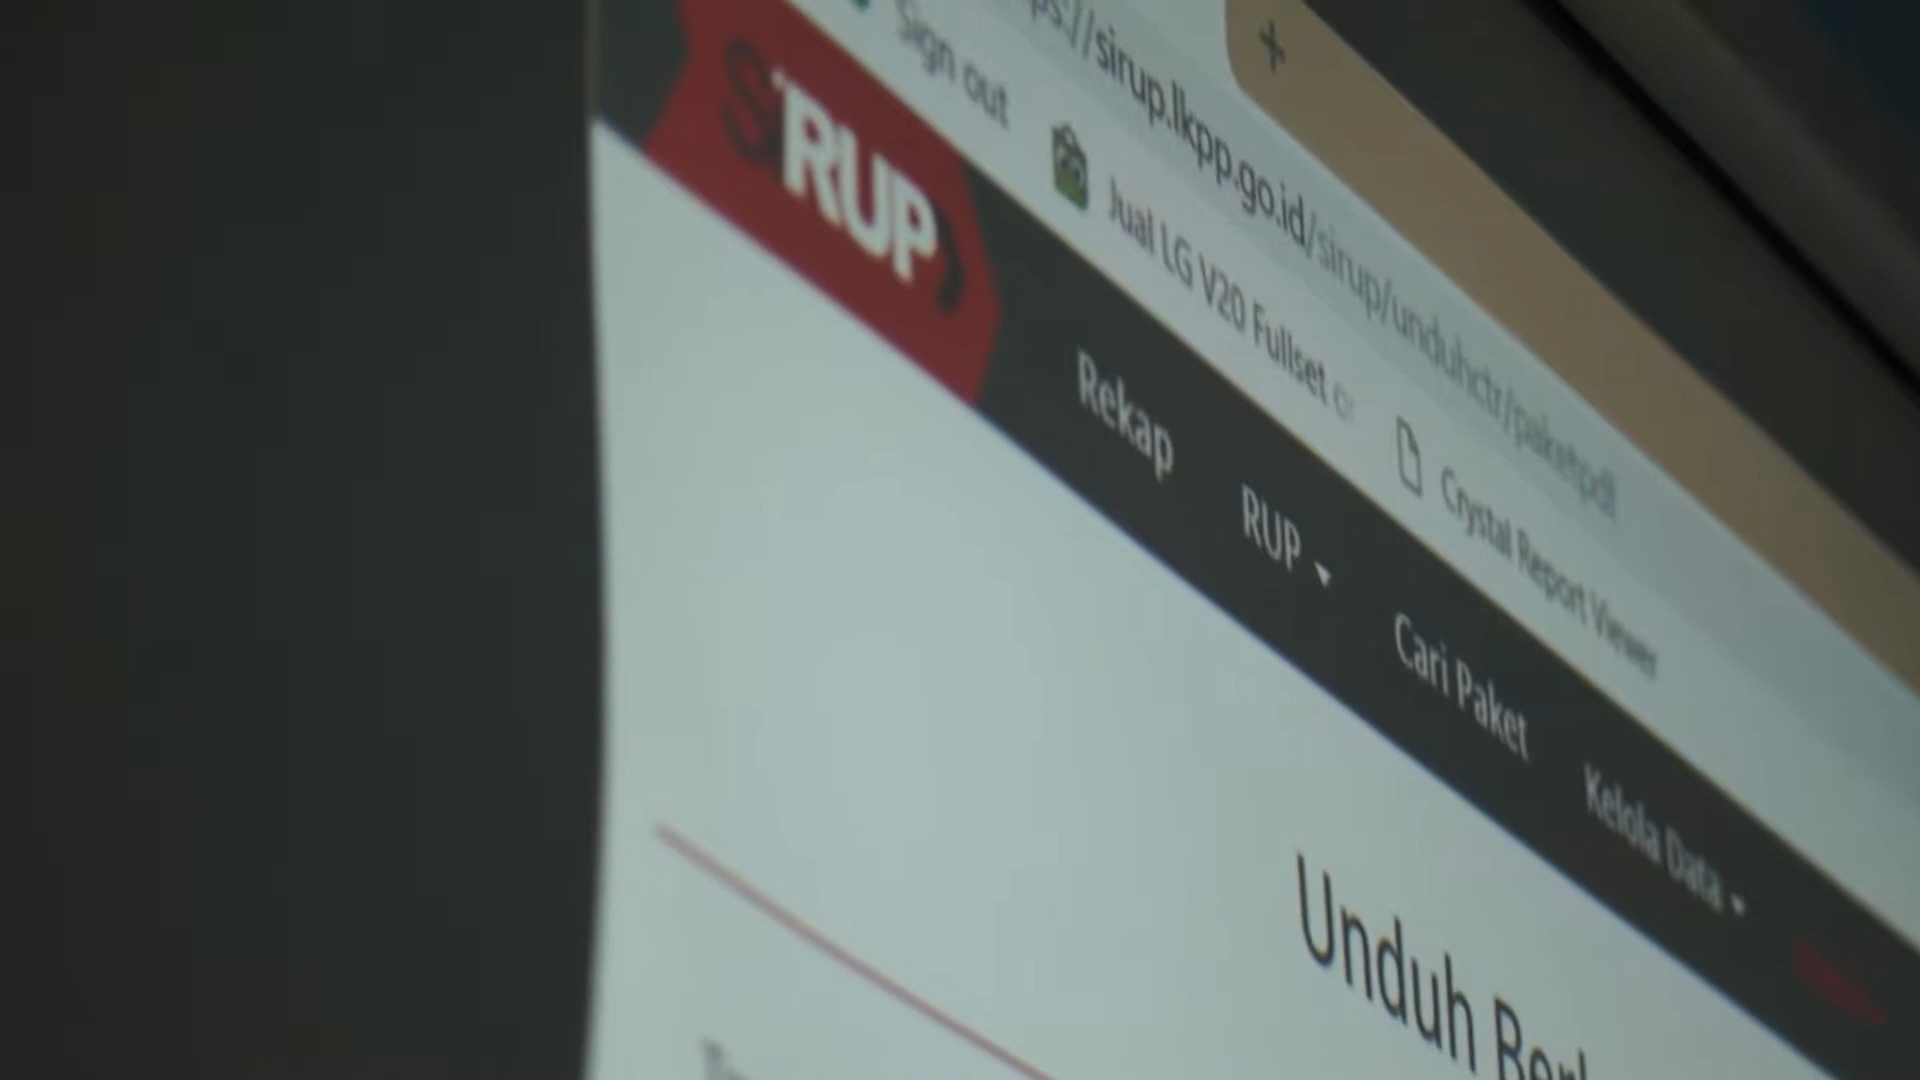 +
ps://sirup.lkpp.go.id/sirup/unduhctr/paketpdf
Sign out
Jual LG V20 Fullset
Crystal Report Viewer
SiRUP
Rekap
RUP
Cari Paket
Kelola Data
Unduh